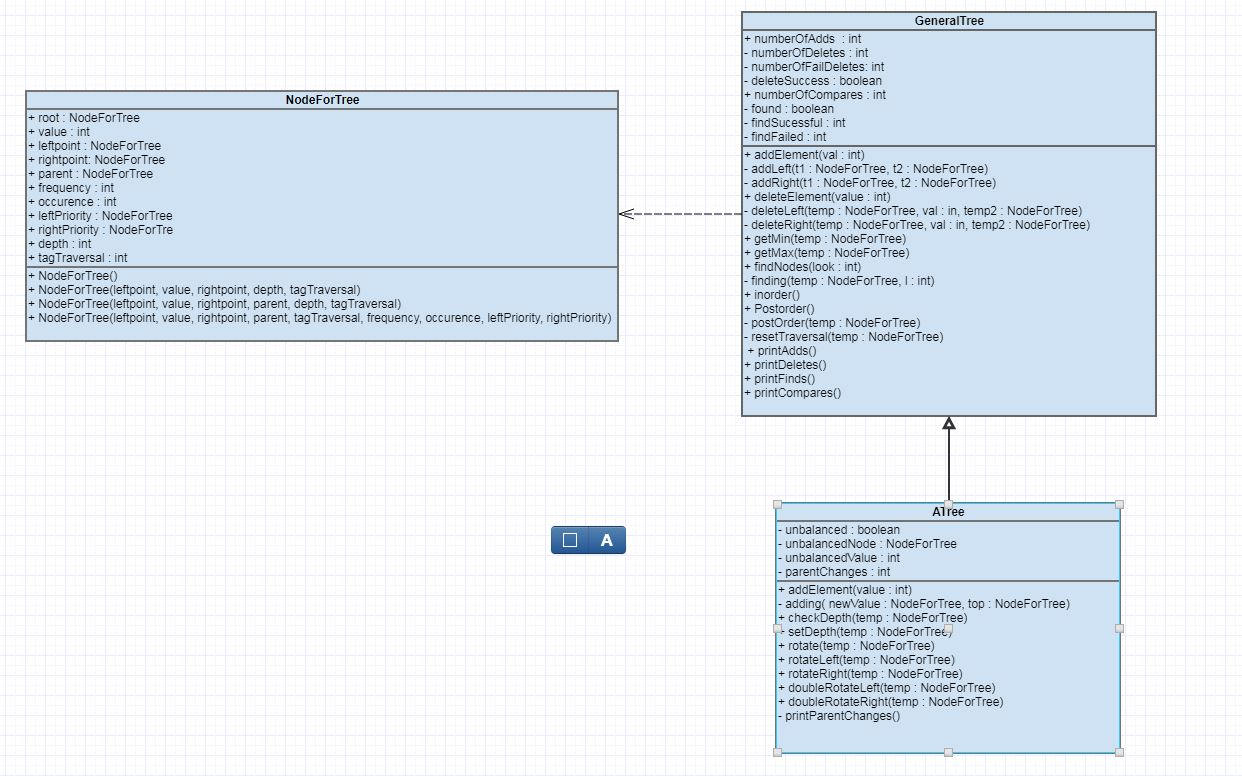 NodeForTree
+ root : NodeForTree
+ value : int
+ leftpoint : NodeForTree
+ rightpoint: NodeForTree
+ parent : NodeForTree
+ frequency : int
+ occurence : int
+ leftPriority : NodeForTree
+ rightPriority : NodeForTre
+ depth : int
+ tagTraversal : int
+ NodeForTree()
+ NodeForTree(leftpoint, value, rightpoint, depth, tagTraversal)
+ NodeForTree(leftpoint, value, rightpoint, parent, depth, tagTraversal)
+ NodeForTree(leftpoint, value, rightpoint, parent, tagTraversal, frequency, occurence, leftPriority, rightPriority)
GeneralTree
+ numberOfAdds  : int
- numberOfDeletes : int
- numberOfFailDeletes: int
- deleteSuccess : boolean
+ numberOfCompares : int
- found : boolean
- findSucessful : int
- findFailed : int
+ addElement(val : int)
- addLeft(t1 : NodeForTree, t2 : NodeForTree)
- addRight(t1 : NodeForTree, t2 : NodeForTree)
+ deleteElement(value : int)
- deleteLeft(temp : NodeForTree, val : in, temp2 : NodeForTree)
- deleteRight(temp : NodeForTree, val : in, temp2 : NodeForTree)
+ getMin(temp : NodeForTree)
+ getMax(temp : NodeForTree)
+ findNodes(look : int)
- finding(temp : NodeForTree, l : int)
+ inorder()
+ Postorder()
- postOrder(temp : NodeForTree)
- resetTraversal(temp : NodeForTree)
+ printAdds()
+ printDeletes()
+ printFinds()
+ printCompares()
ATree
- unbalanced : boolean
- unbalancedNode : NodeForTree
- unbalancedValue : int
- parentChanges : int
+ addElement(value : int)
- adding( newValue : NodeForTree, top : NodeForTree)
+ checkDepth(temp : NodeForTree)
- setDepth(temp : NodeForTree)
+ rotate(temp : NodeForTree)
+ rotateLeft(temp : NodeForTree)
+ rotateRight(temp : NodeForTree)
+ doubleRotateLeft(temp : NodeForTree)
+ doubleRotateRight(temp : NodeForTree)
- printParentChanges()
A